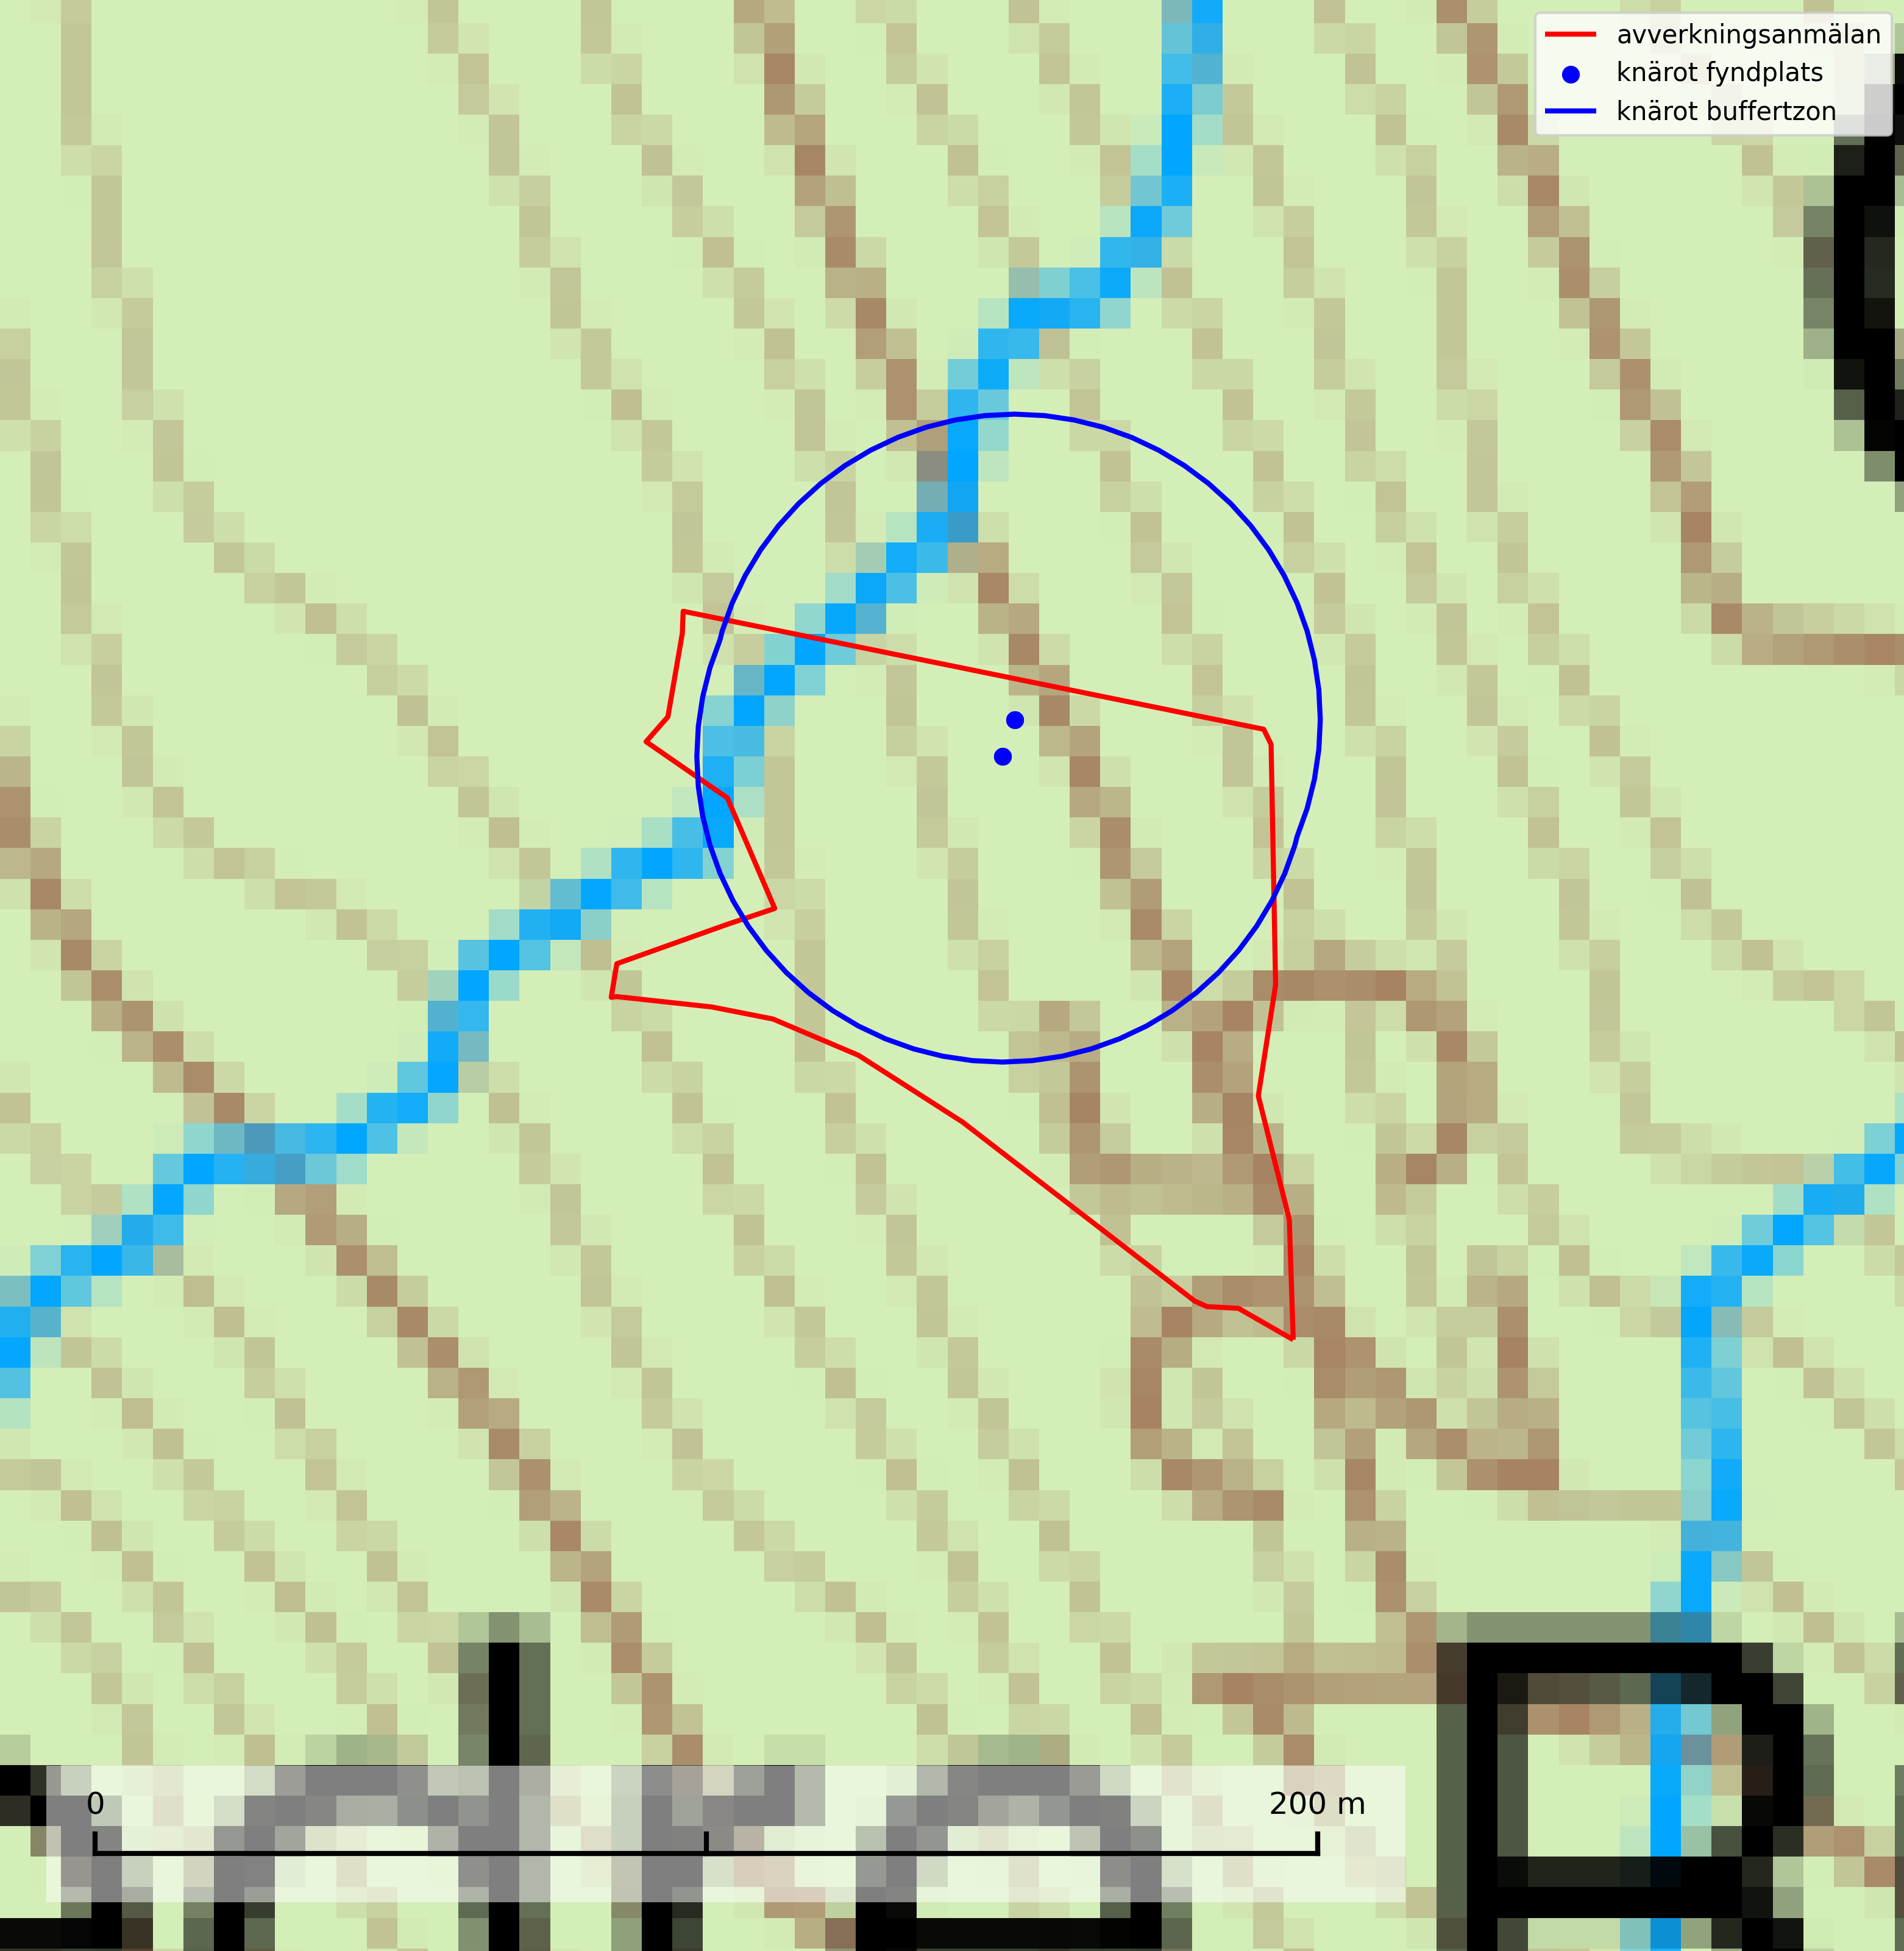 avverkningsanmälan
knärot fyndplats
knärot buffertzon
0
200 m